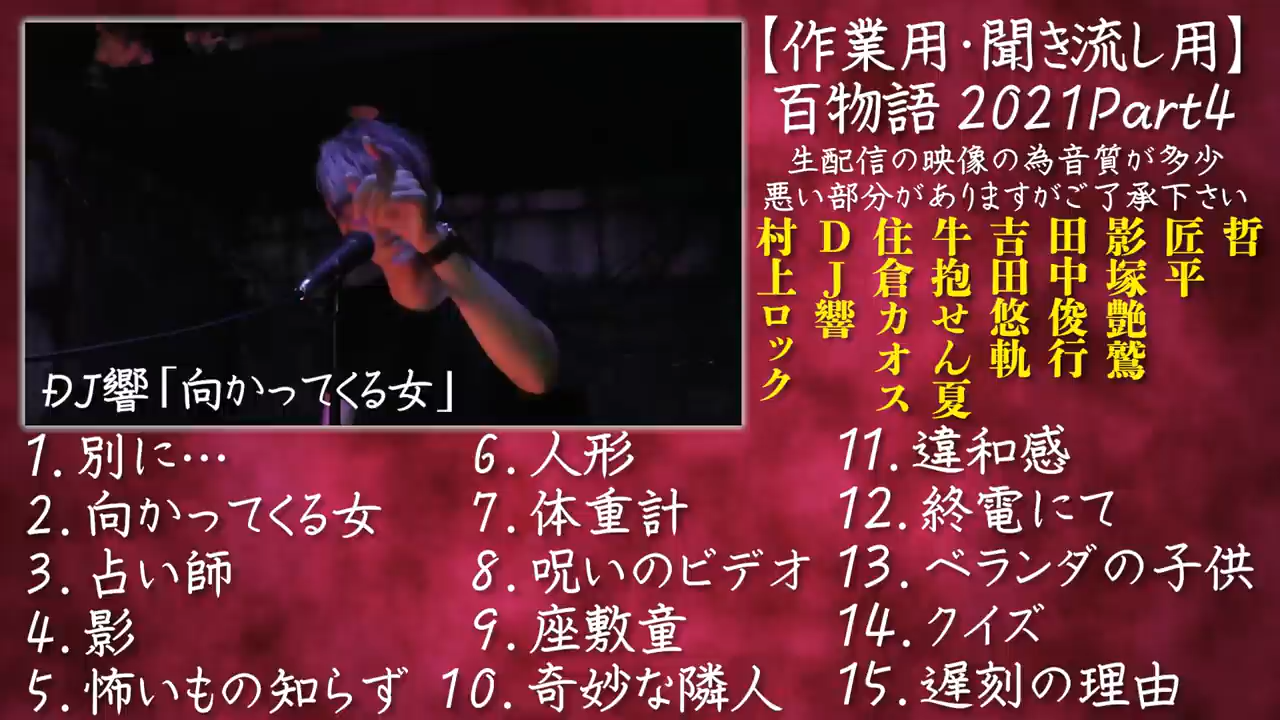 【作業用·聞き流し用】
百物語 2021Part4
生配信の映像の為音質が多少
悪い部分がありますがご了承下さい
哲
匠平
影塚艶鷲
田中俊行
吉田悠軌
牛抱せん夏
住倉カオス
DJ響
村上ロック
DJ響「向かってくる女」
1.別に…
2.向かってくる女
3.占い師
4.影
5.怖いもの知らず
6.人形
7.体重計
8.呪いのビデオ
9.座敷童
10.奇妙な隣人
11.違和感
12.終電にて
13.ベランダの子供
14.クイズ
15.遅刻の理由